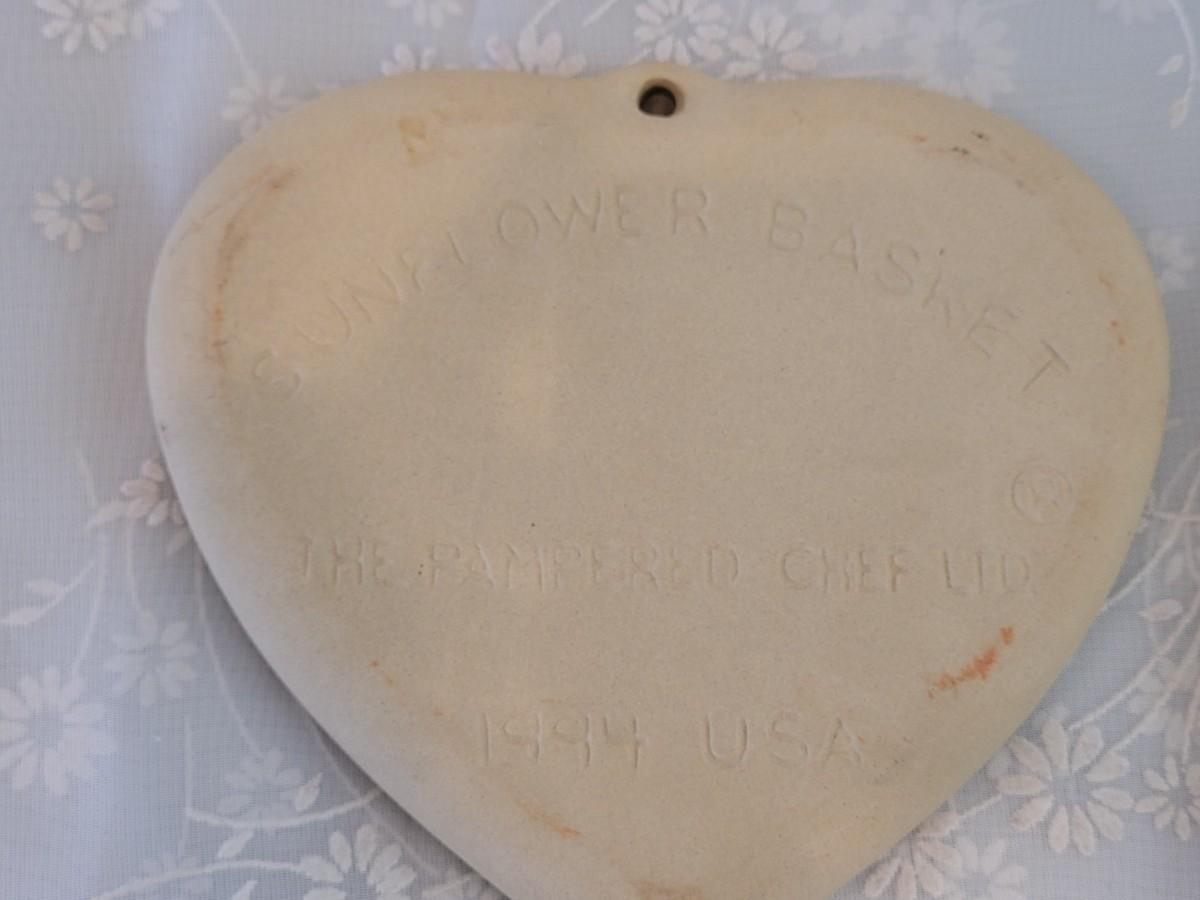 SUNFLOWER BASKET
THE PAMPERED CHEF LTD.
1994 USA